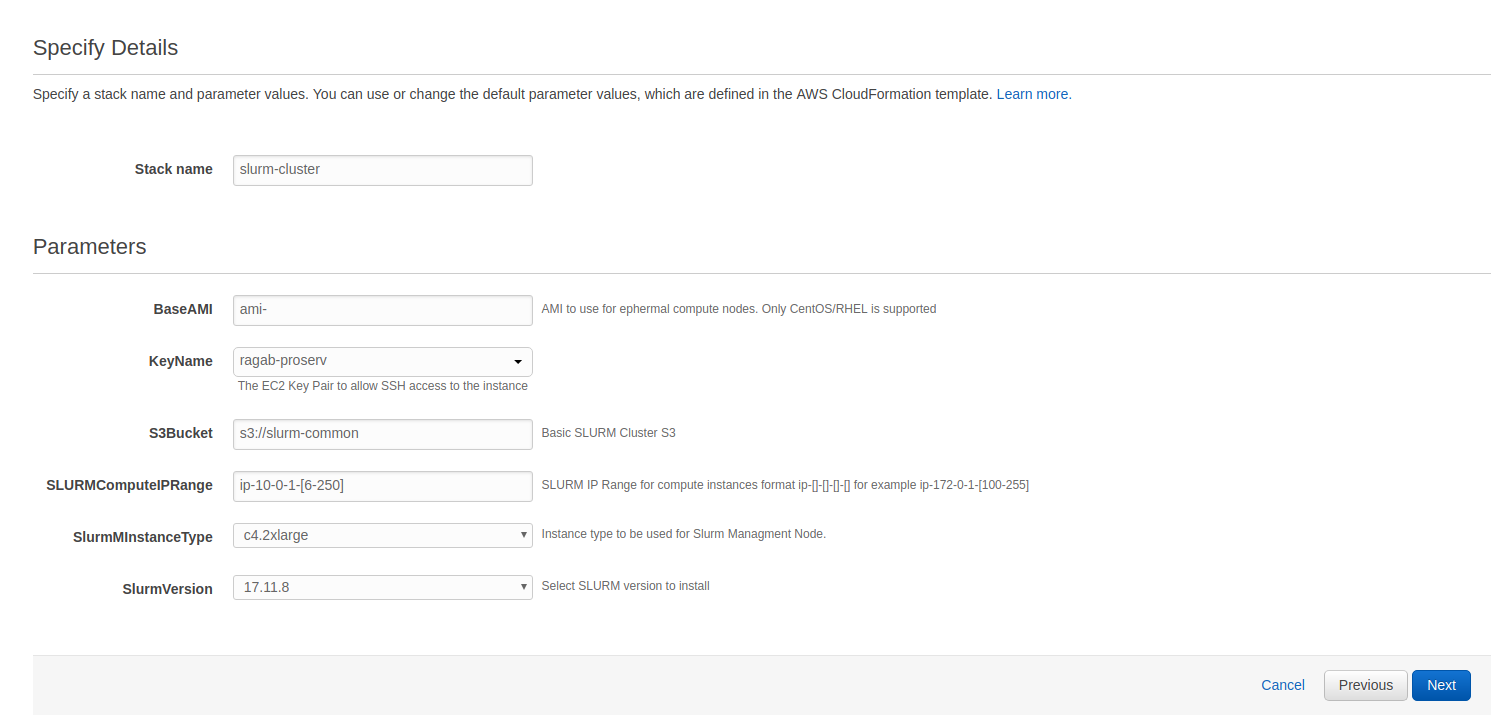 Specify Details
Specify a stack name and parameter values. You can use or change the default parameter values, which are defined in the AWS CloudFormation template. Learn more.
Stack name slurm-cluster
Parameters
BaseAMI ami- AMI to use for ephermal compute nodes. Only CentOS/RHEL is supported
KeyName ragab-proserv
The EC2 Key Pair to allow SSH access to the instance
S3Bucket s3://slurm-common Basic SLURM Cluster S3
SLURMComputeIPRange ip-10-0-1-[6-250] SLURM IP Range for compute instances format ip-[]-[]-[]-[] for example ip-172-0-1-[100-255]
SlurmMInstanceType c4.2xlarge Instance type to be used for Slurm Managment Node.
SlurmVersion 17.11.8 Select SLURM version to install
Cancel Previous Next